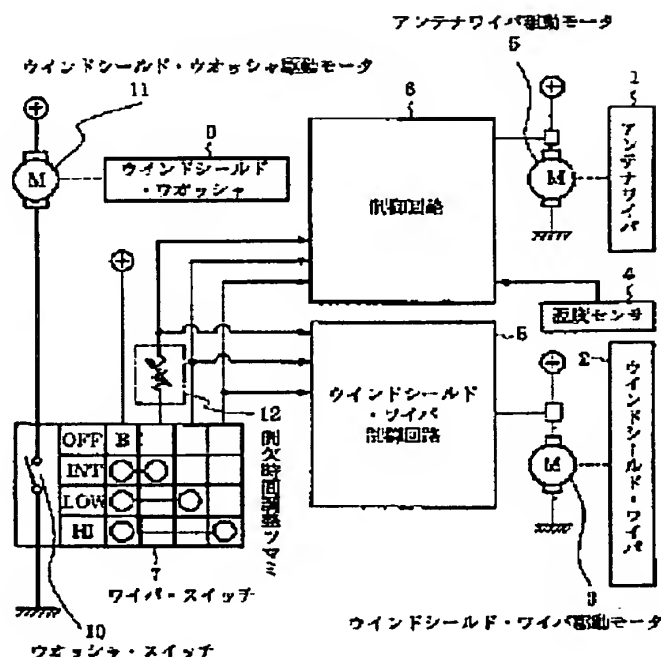 アンテナワイパ駆動モータ
5
ウインドシールド・ウオッシャ駆動モータ
11
6
1
M
ウインドシールド
・ウオッシャ
制御回路
M
アンテナワイパ
4
温度センサ
ウインドシールド
・ワイパ
制御回路
2
ウインドシールド・ワイパ
M
12
間欠時間調整ツマミ
OFF B
INT
LOW
HI
7
ワイパ・スイッチ
10
ウオッシャ・スイッチ
3
ウインドシールド・ワイパ駆動モータ